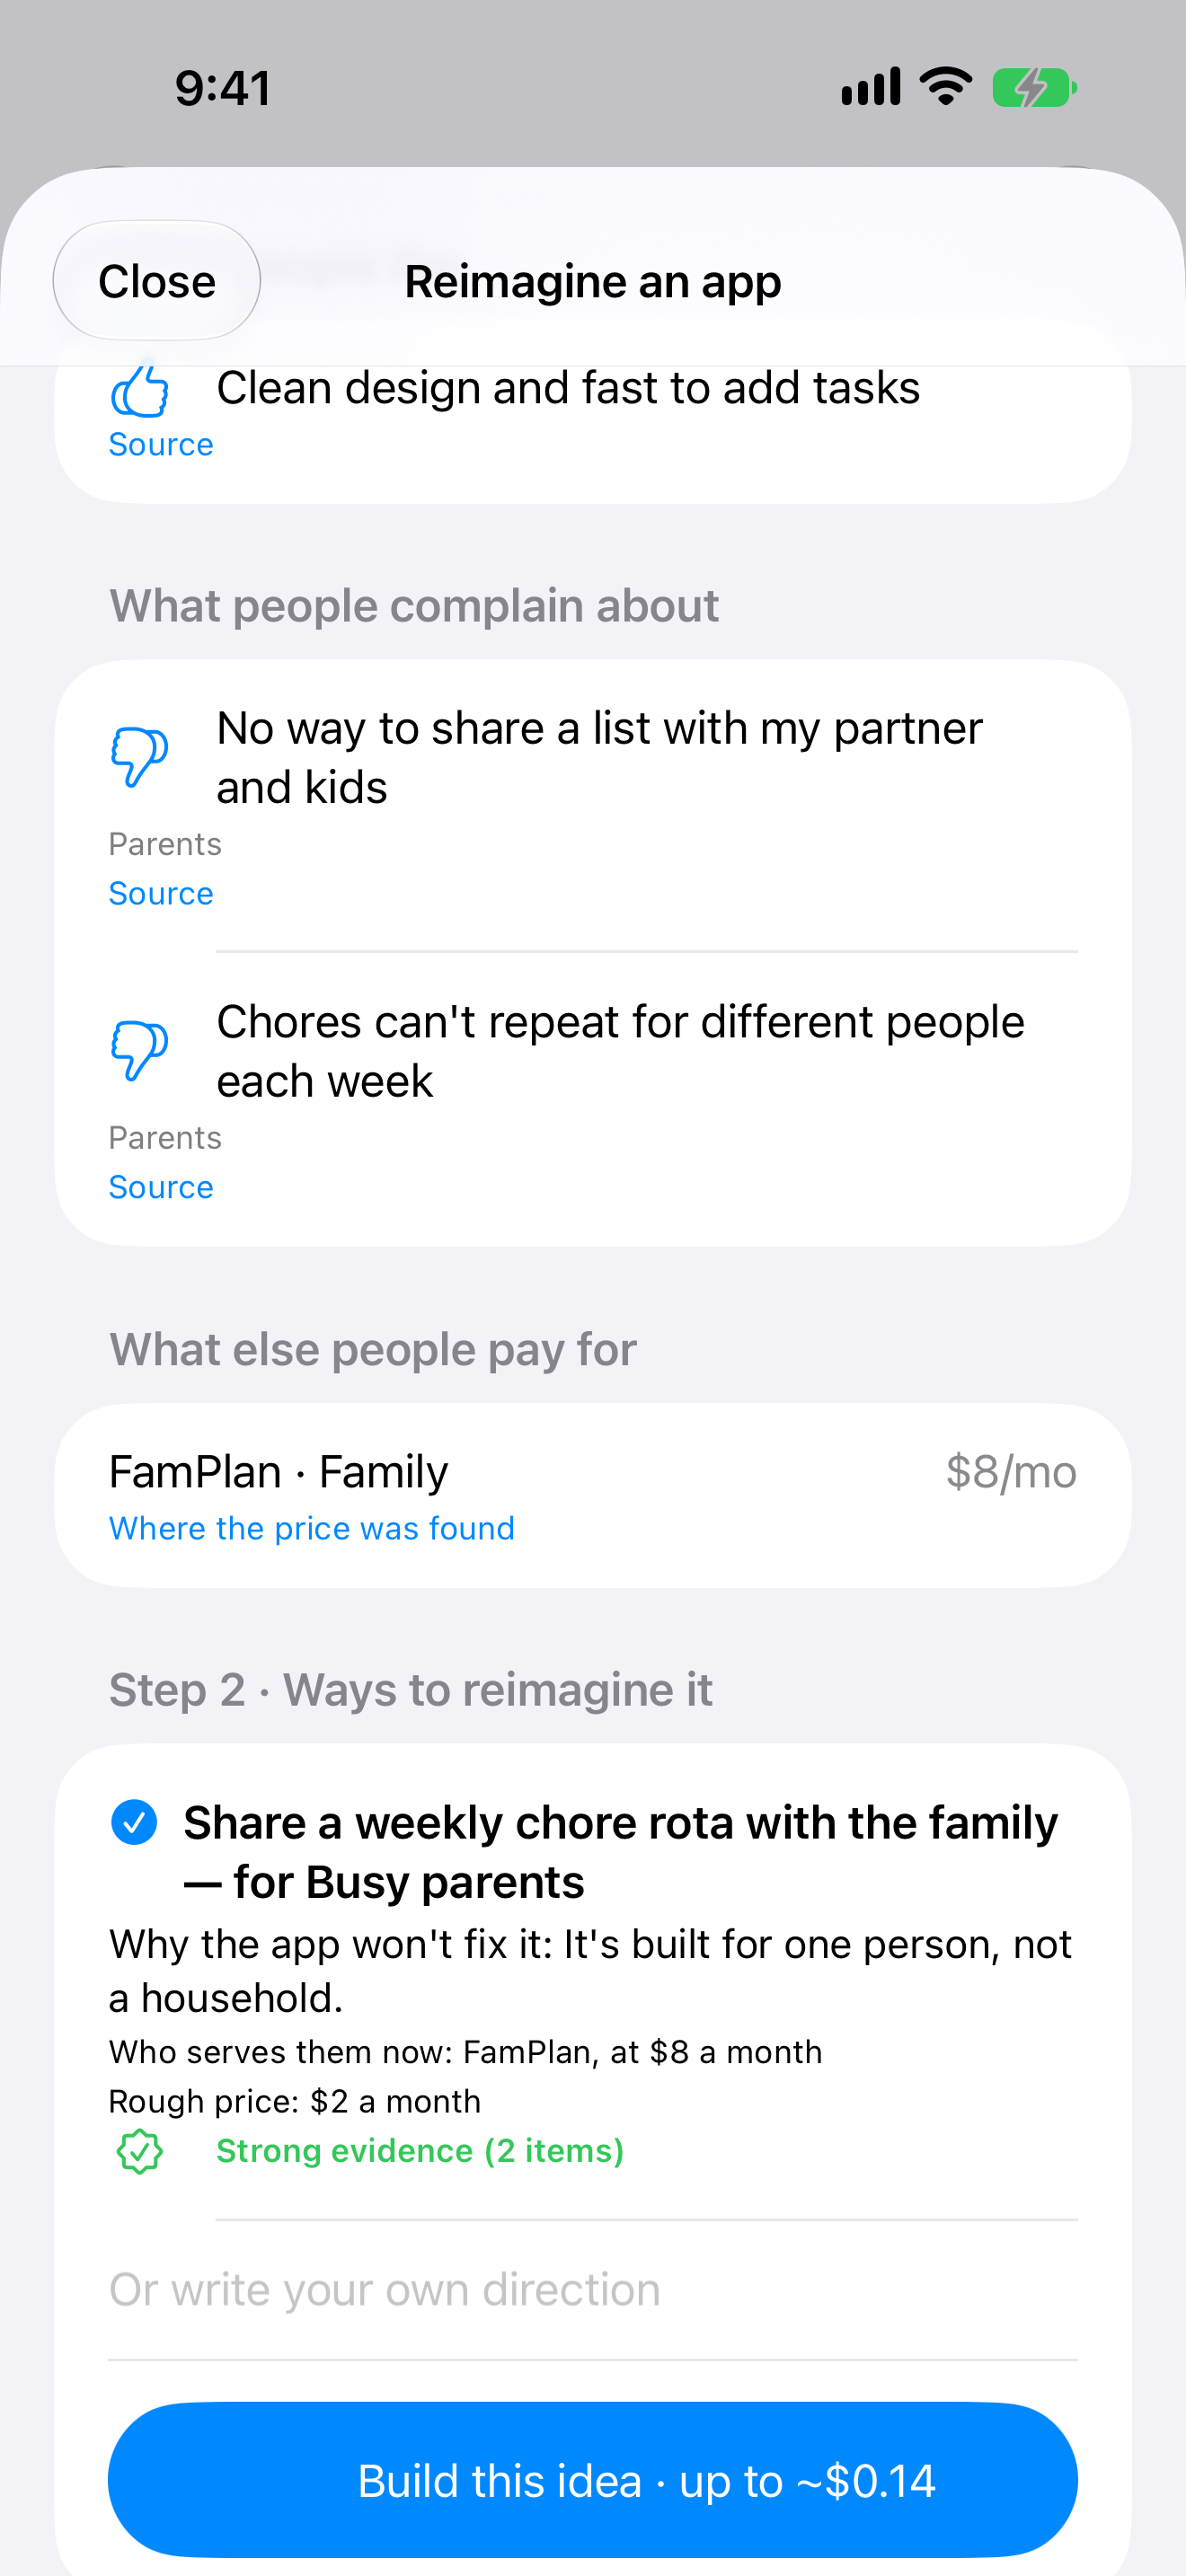 9:41
Close
Reimagine an app
Clean design and fast to add tasks
Source
What people complain about
No way to share a list with my partner
and kids
Parents
Source
Chores can't repeat for different people
each week
Parents
Source
What else people pay for
FamPlan · Family
$8/mo
Where the price was found
Step 2 · Ways to reimagine it
Share a weekly chore rota with the family
— for Busy parents
Why the app won't fix it: It's built for one person, not
a household.
Who serves them now: FamPlan, at $8 a month
Rough price: $2 a month
Strong evidence (2 items)
Or write your own direction
Build this idea · up to ~$0.14